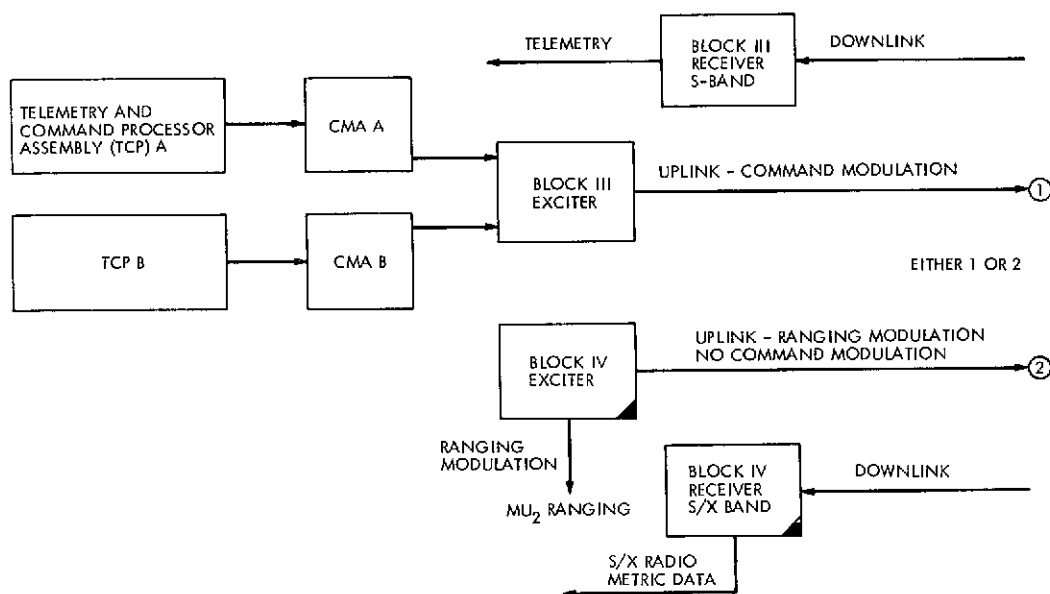 TELEMETRY
BLOCK III
RECEIVER
S-BAND
DOWNLINK
TELEMETRY AND
COMMAND PROCESSOR
ASSEMBLY (TCP) A
CMA A
BLOCK III
EXCITER
UPLINK - COMMAND MODULATION
1
TCP B
CMA B
EITHER 1 OR 2
BLOCK IV
EXCITER
UPLINK - RANGING MODULATION
NO COMMAND MODULATION
2
RANGING
MODULATION
MU2 RANGING
BLOCK IV
RECEIVER
S/X BAND
DOWNLINK
S/X RADIO
METRIC DATA